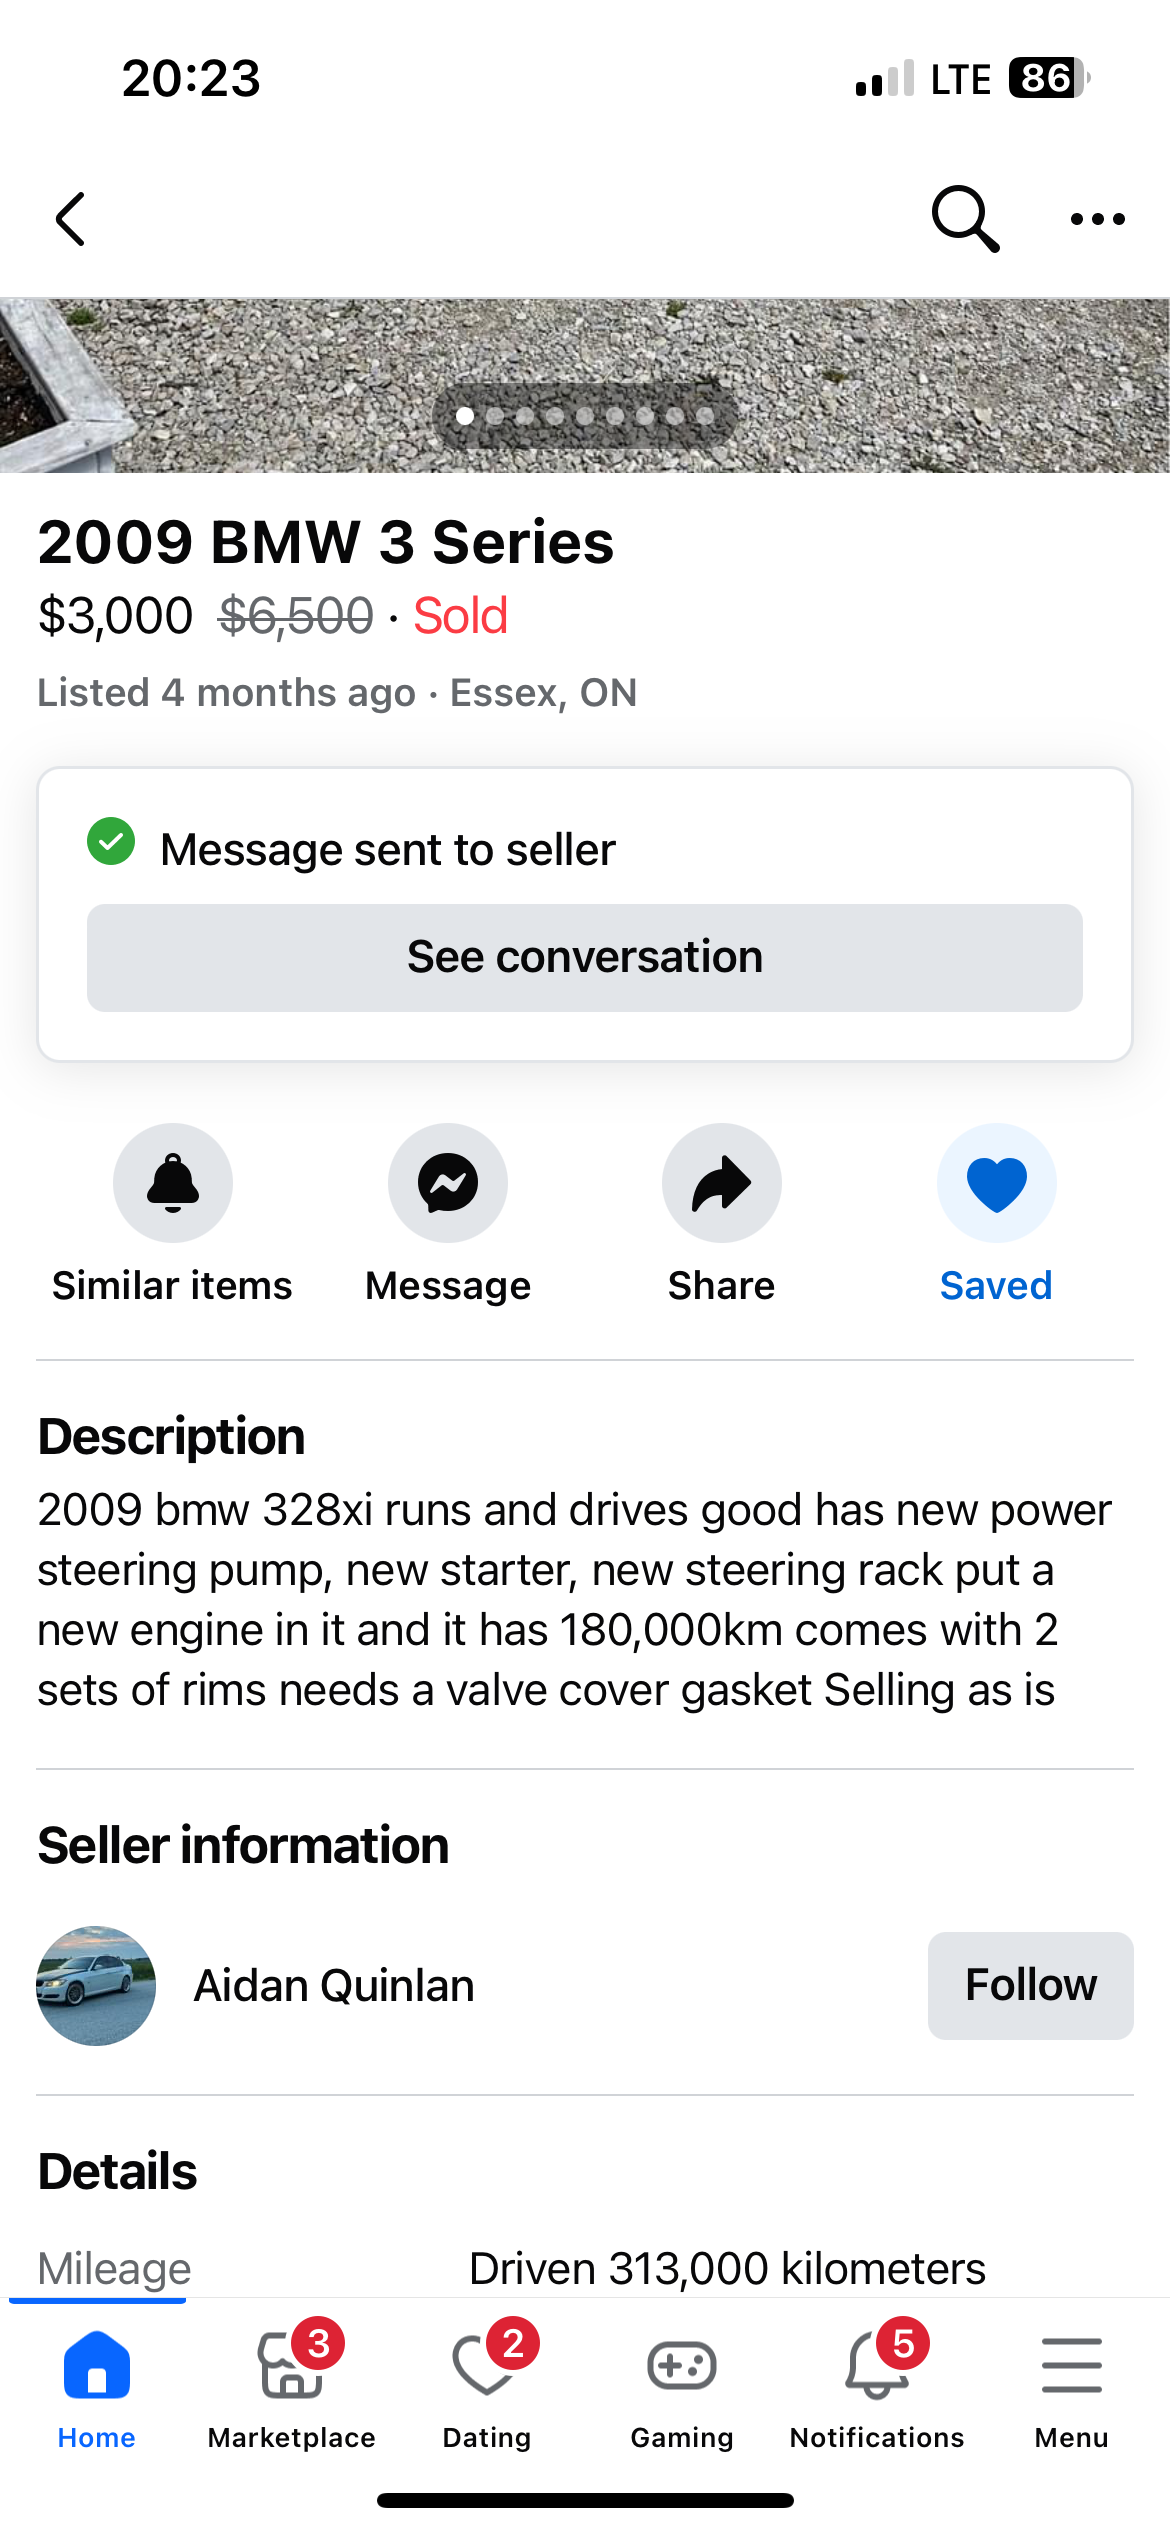 20:23
LTE 86
2009 BMW 3 Series
$3,000 $6,500 · Sold
Listed 4 months ago · Essex, ON
Message sent to seller
See conversation
Similar items Message Share Saved
Description
2009 bmw 328xi runs and drives good has new power
steering pump, new starter, new steering rack put a
new engine in it and it has 180,000km comes with 2
sets of rims needs a valve cover gasket Selling as is
Seller information
Aidan Quinlan
Follow
Details
Mileage Driven 313,000 kilometers
3 2 5
Home Marketplace Dating Gaming Notifications Menu